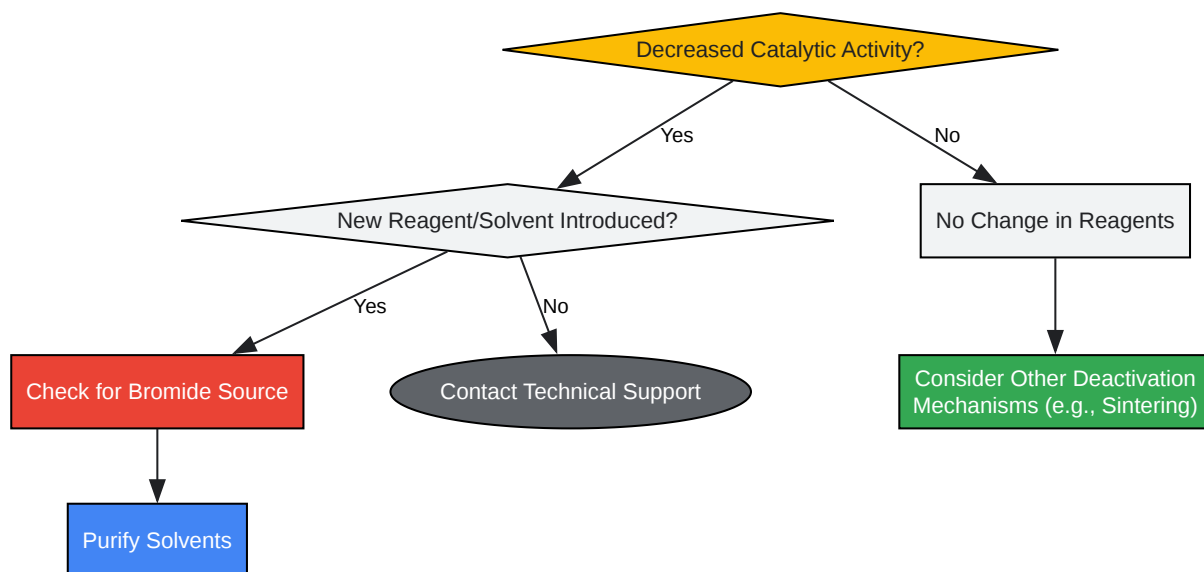 Decreased Catalytic Activity?
Yes
No
New Reagent/Solvent Introduced?
No Change in Reagents
Yes
No
Check for Bromide Source
Contact Technical Support
Consider Other Deactivation
Mechanisms (e.g., Sintering)
Purify Solvents